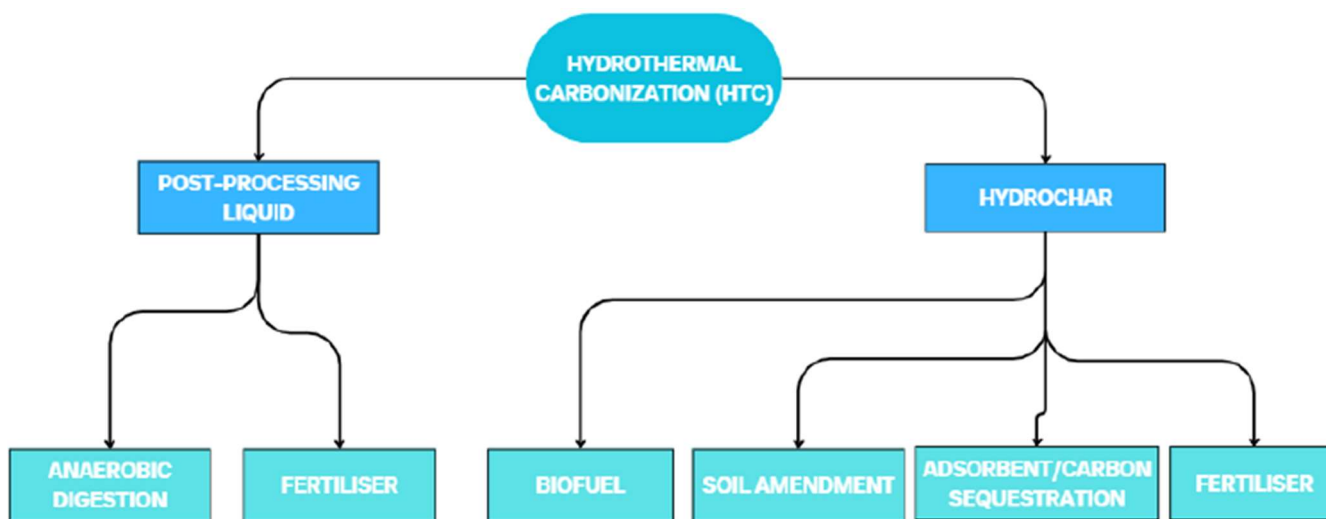 HYDROTHERMAL
CARBONIZATION (HTC)
POST-PROCESSING
LIQUID
HYDROCHAR
ANAEROBIC
DIGESTION
FERTILISER
BIOFUEL
SOIL AMENDMENT
ADSORBENT/CARBON
SEQUESTRATION
FERTILISER